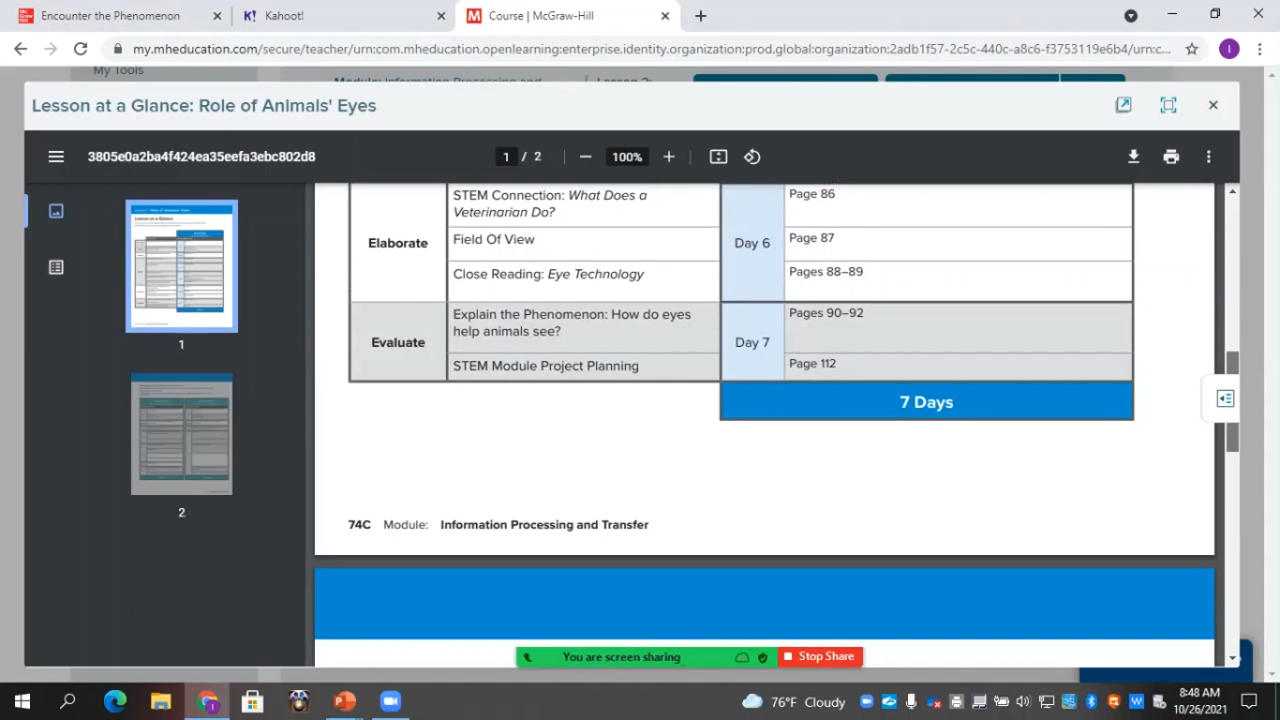 Encounter the Phenomenon
Kahoot!
Course | McGraw-Hill
my.mheducation.com/secure/teacher/urn:com.mheducation.openlearning:enterprise.identity.organization:prod.global:organization:2adb1f57-2c5c-440c-a8c6-f3753119e6b4/urn:c...
My Tools
Lesson at a Glance: Role of Animals' Eyes
3805e0a2ba4f424ea35eefa3ebc802d8
1 / 2
100%
STEM Connection: What Does a
Veterinarian Do?
Page 86
Elaborate
Field Of View
Day 6
Page 87
Close Reading: Eye Technology
Pages 88–89
Evaluate
Explain the Phenomenon: How do eyes
help animals see?
Day 7
Pages 90–92
STEM Module Project Planning
Page 112
7 Days
74C Module: Information Processing and Transfer
1
2
You are screen sharing
Stop Share
76°F Cloudy
8:48 AM
10/26/2021